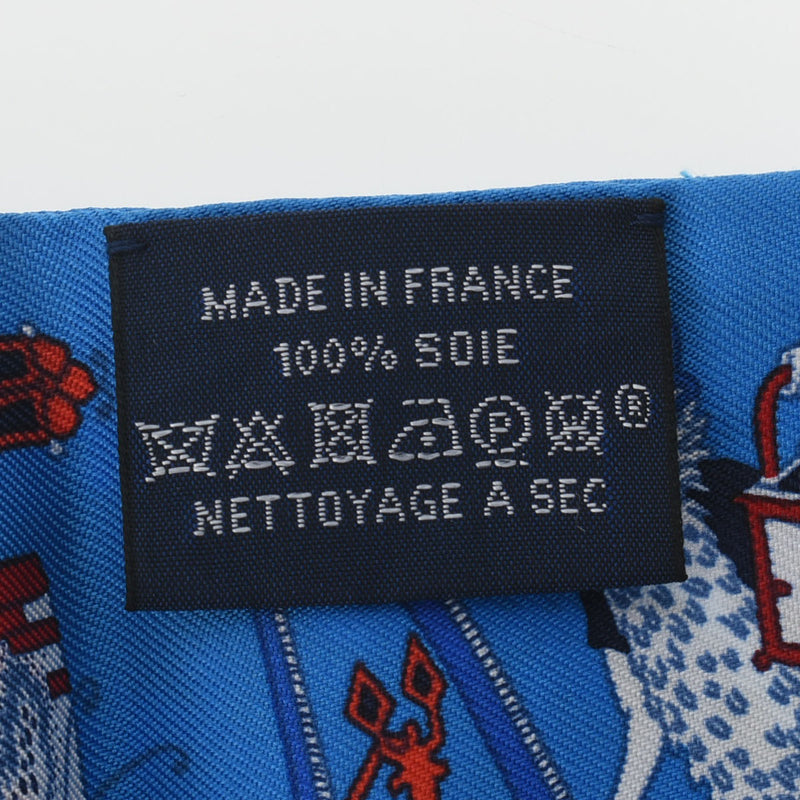 MADE IN FRANCE
100% SOIE
P W ®
NETTOYAGE A SEC